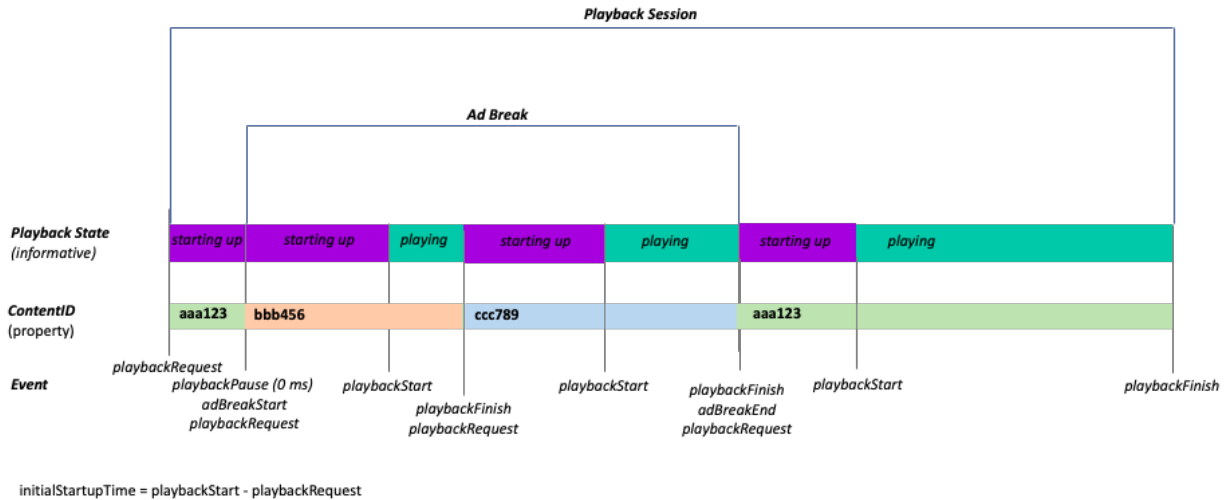 Playback Session
Ad Break
Playback State
(informative)
starting up
starting up
playing
starting up
playing
starting up
playing
ContentID
(property)
aaa123
bbb456
ccc789
aaa123
Event
playbackRequest
playbackPause (0 ms)
adBreakStart
playbackRequest
playbackStart
playbackFinish
playbackRequest
playbackStart
playbackFinish
adBreakEnd
playbackRequest
playbackStart
playbackFinish
initialStartupTime = playbackStart - playbackRequest